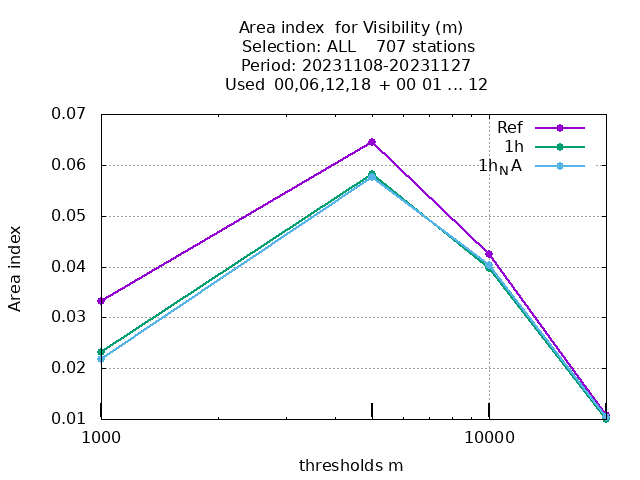 Area index  for Visibility (m)
Selection: ALL    707 stations
Period: 20231108-20231127
Used  00,06,12,18  + 00 01 ... 12
0.07
0.06
0.05
0.04
0.03
0.02
0.01
Area index
Ref
1h
1hNA
1000
10000
thresholds m